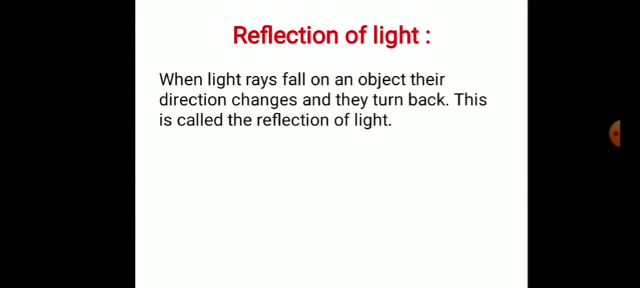 Reflection of light :
When light rays fall on an object their
direction changes and they turn back. This
is called the reflection of light.